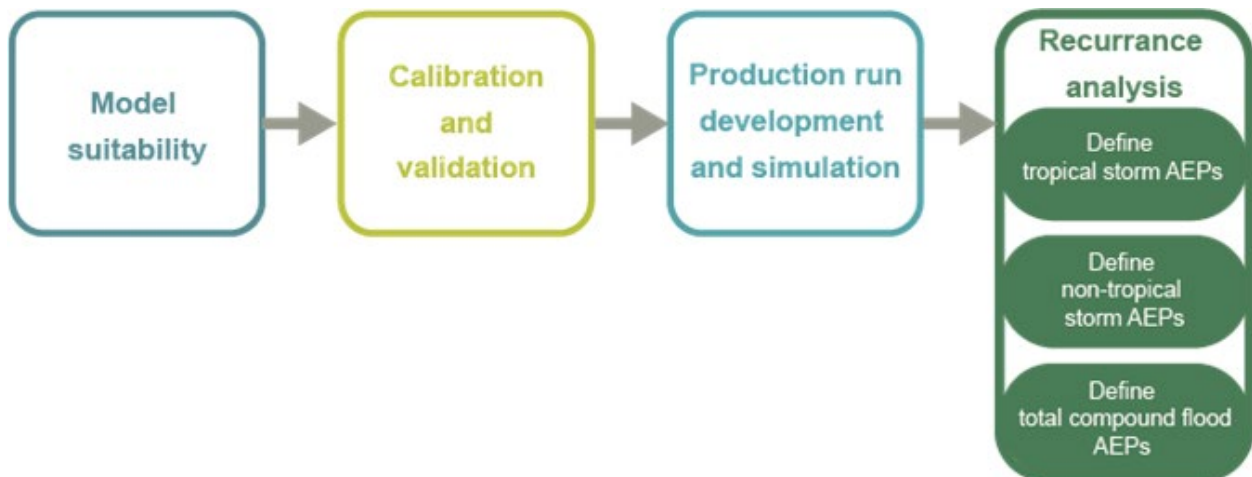 Model
suitability
Calibration
and
validation
Production run
development
and simulation
Recurrance
analysis
Define
tropical storm AEPs
Define
non-tropical
storm AEPs
Define
total compound flood
AEPs